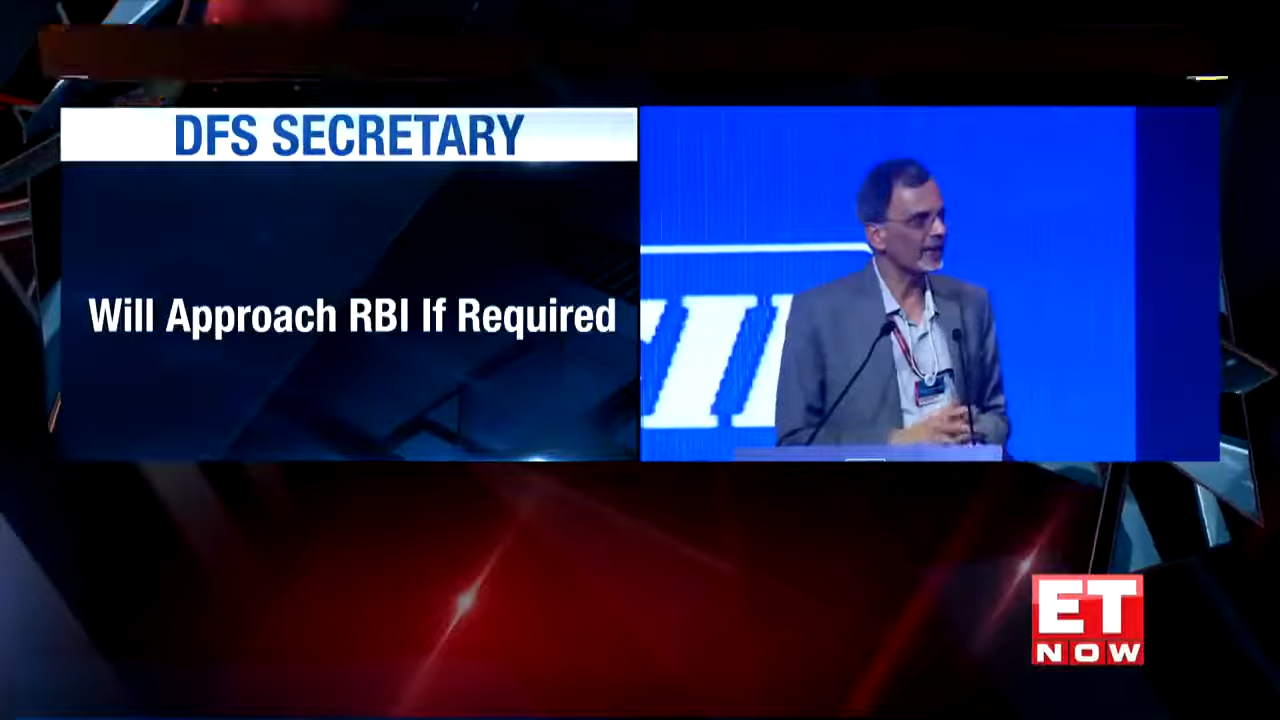 DFS SECRETARY
Will Approach RBI If Required
ET
NOW